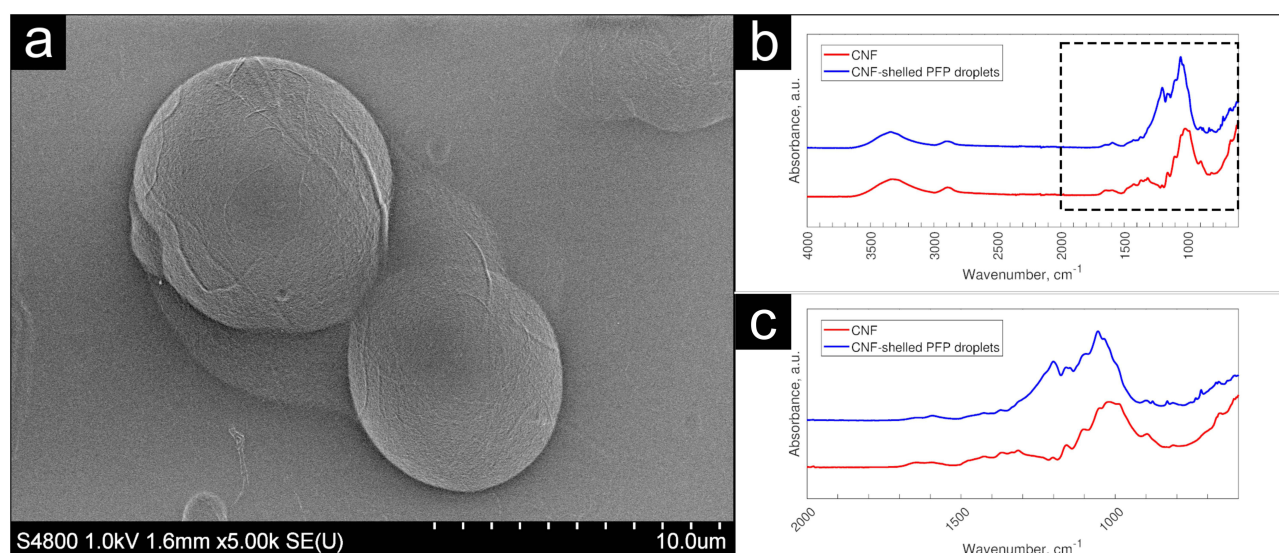 a
S4800 1.0kV 1.6mm x5.00k SE(U)
10.0um
b
CNF
CNF-shelled PFP droplets
Absorbance, a.u.
4000
3500
3000
2500
2000
1500
1000
Wavenumber, cm-1
c
CNF
CNF-shelled PFP droplets
Absorbance, a.u.
2000
1500
1000
Wavenumber, cm-1